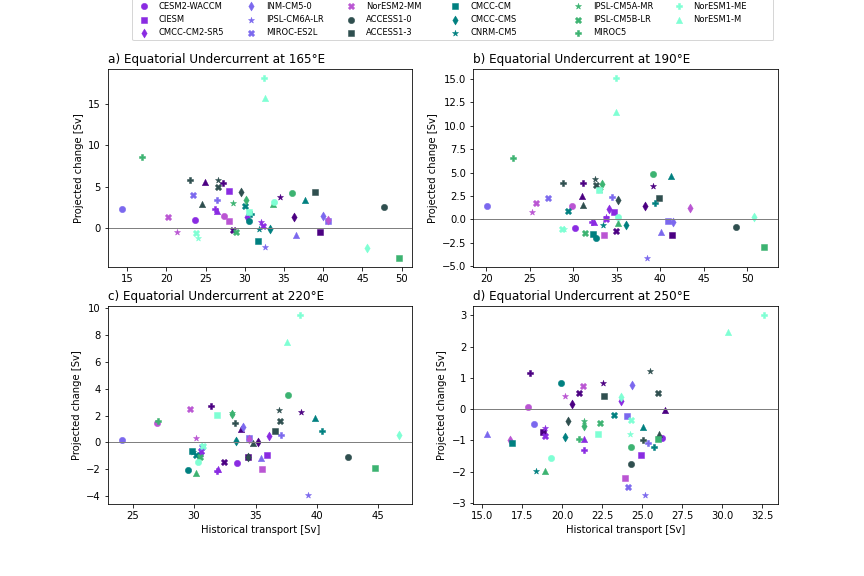 CESM2-WACCM INM-CM5-0 NorESM2-MM CMCC-CM IPSL-CM5A-MR NorESM1-ME
CIESM IPSL-CM6A-LR ACCESS1-0 CMCC-CMS IPSL-CM5B-LR NorESM1-M
CMCC-CM2-SR5 MIROC-ES2L ACCESS1-3 CNRM-CM5 MIROC5
a) Equatorial Undercurrent at 165°E b) Equatorial Undercurrent at 190°E
Projected change [Sv]
15
10
5
0
15 20 25 30 35 40 45 50
Projected change [Sv]
15.0
12.5
10.0
7.5
5.0
2.5
0.0
−2.5
−5.0
20 25 30 35 40 45 50
c) Equatorial Undercurrent at 220°E d) Equatorial Undercurrent at 250°E
Projected change [Sv]
10
8
6
4
2
0
−2
−4
25 30 35 40 45
Historical transport [Sv]
Projected change [Sv]
3
2
1
0
−1
−2
−3
15.0 17.5 20.0 22.5 25.0 27.5 30.0 32.5
Historical transport [Sv]